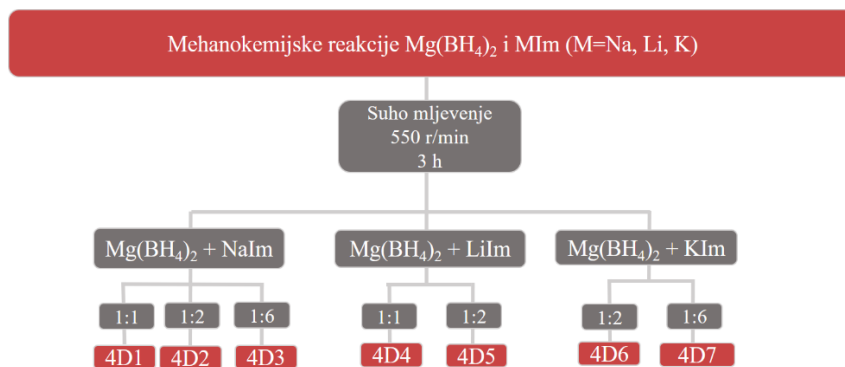 Mehanokemijske reakcije Mg(BH₄)₂ i MIm (M=Na, Li, K)
Suho mljevenje
550 r/min
3 h
Mg(BH₄)₂ + NaIm
Mg(BH₄)₂ + LiIm
Mg(BH₄)₂ + KIm
1:1
1:2
1:6
1:1
1:2
1:2
1:6
4D1
4D2
4D3
4D4
4D5
4D6
4D7